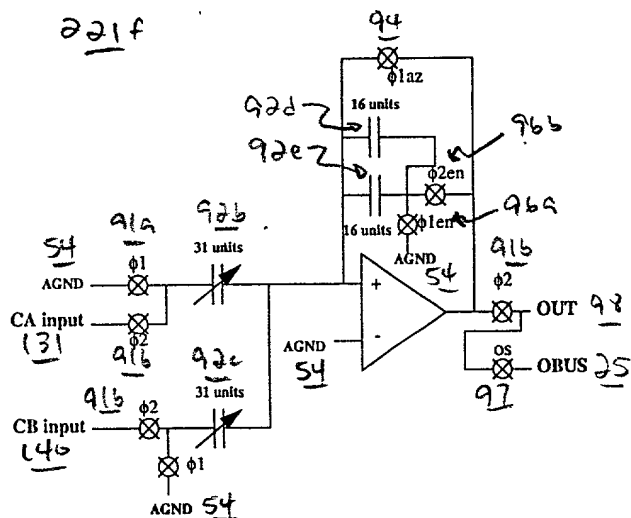 221f
94
ϕ1az
16 units
92d
92e
96b
ϕ2en
16 units
ϕ1en
96a
AGND
54
91a
92b
31 units
54
AGND
ϕ1
CA input
131
ϕ2
91b
+
-
AGND
54
91b
ϕ2
OUT
98
os
OBUS
25
97
92c
31 units
91b
CB input
140
ϕ2
ϕ1
AGND
54